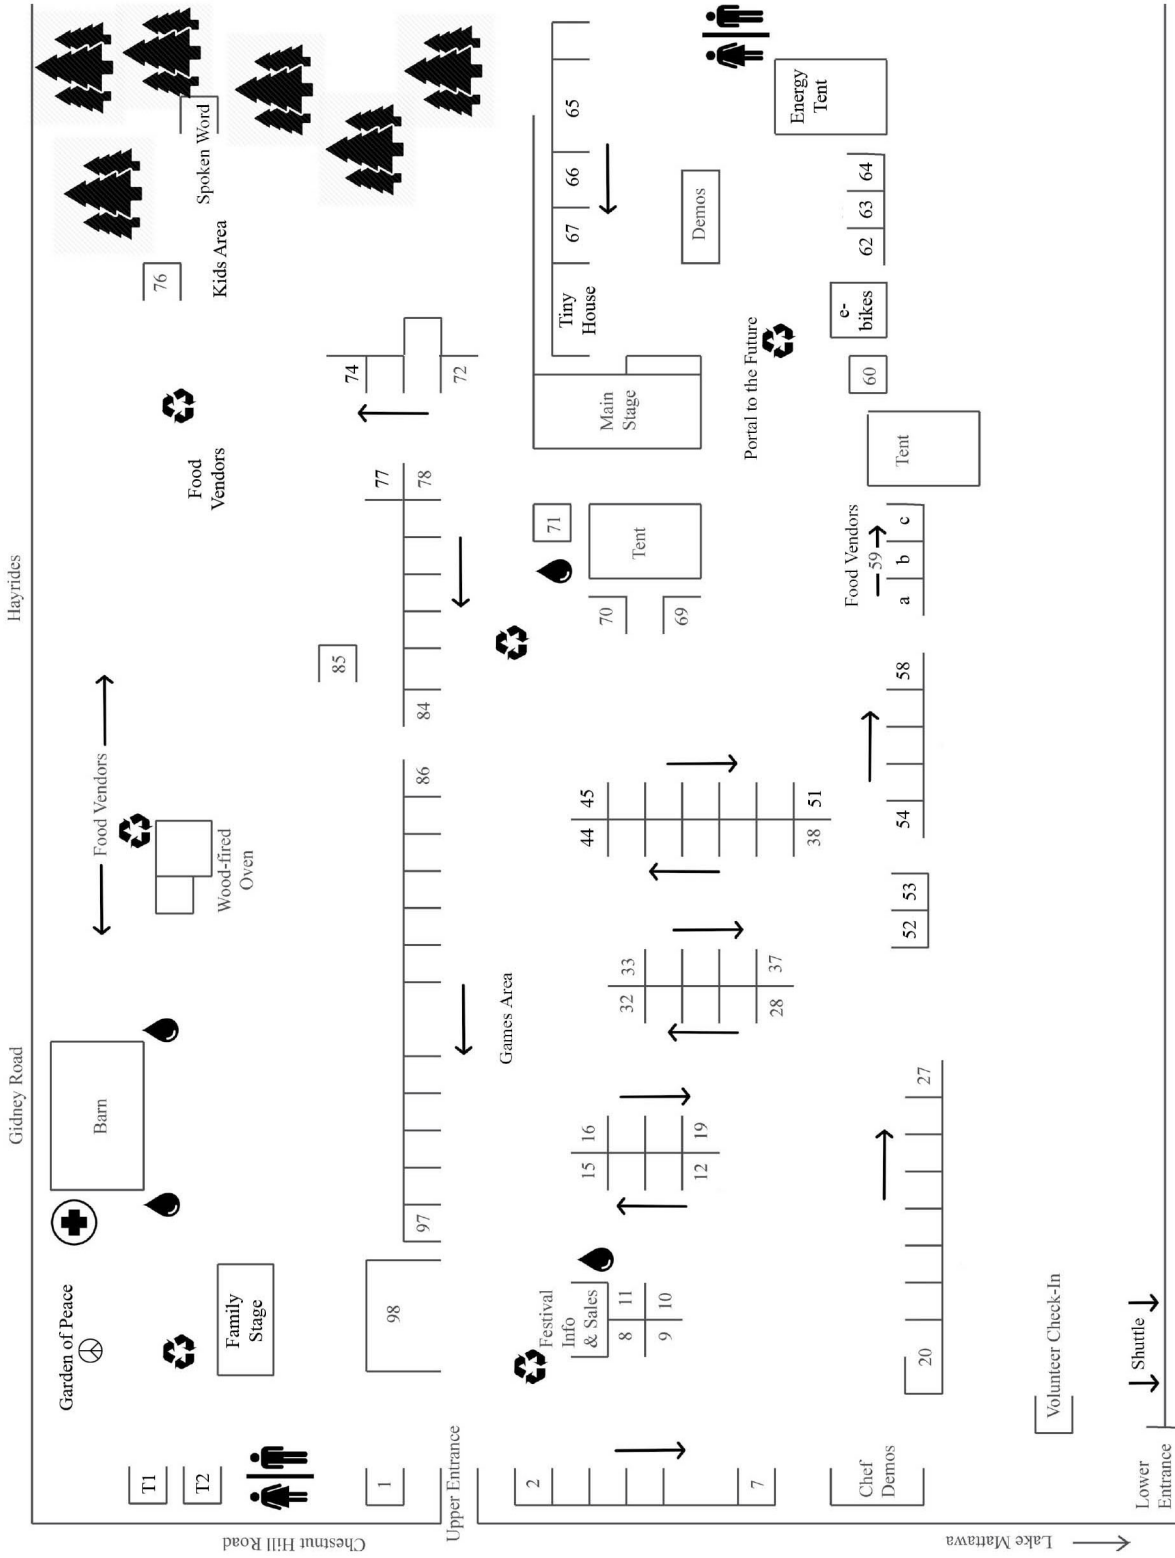 Gidney Road
Hayrides
Garden of Peace
Barn
Food Vendors
T1
76
T2
Spoken Word
Kids Area
Family
Stage
Wood-fired
Oven
Food
Vendors
Chestnut Hill Road
85
74
1
98
77
97
86
84
78
72
Upper Entrance
Games Area
2
Festival
Info
& Sales
71
Tiny
House
67
66
65
15
16
44
45
8
11
32
33
70
Main
Stage
Tent
9
10
69
12
19
Demos
7
28
37
Portal to the Future
38
51
Energy
Tent
Food Vendors
59
e-
bikes
60
62
63
64
Chef
Demos
54
58
a
b
c
Tent
52
53
20
27
Volunteer Check-In
Lake Mattawa
Shuttle
Lower
Entrance